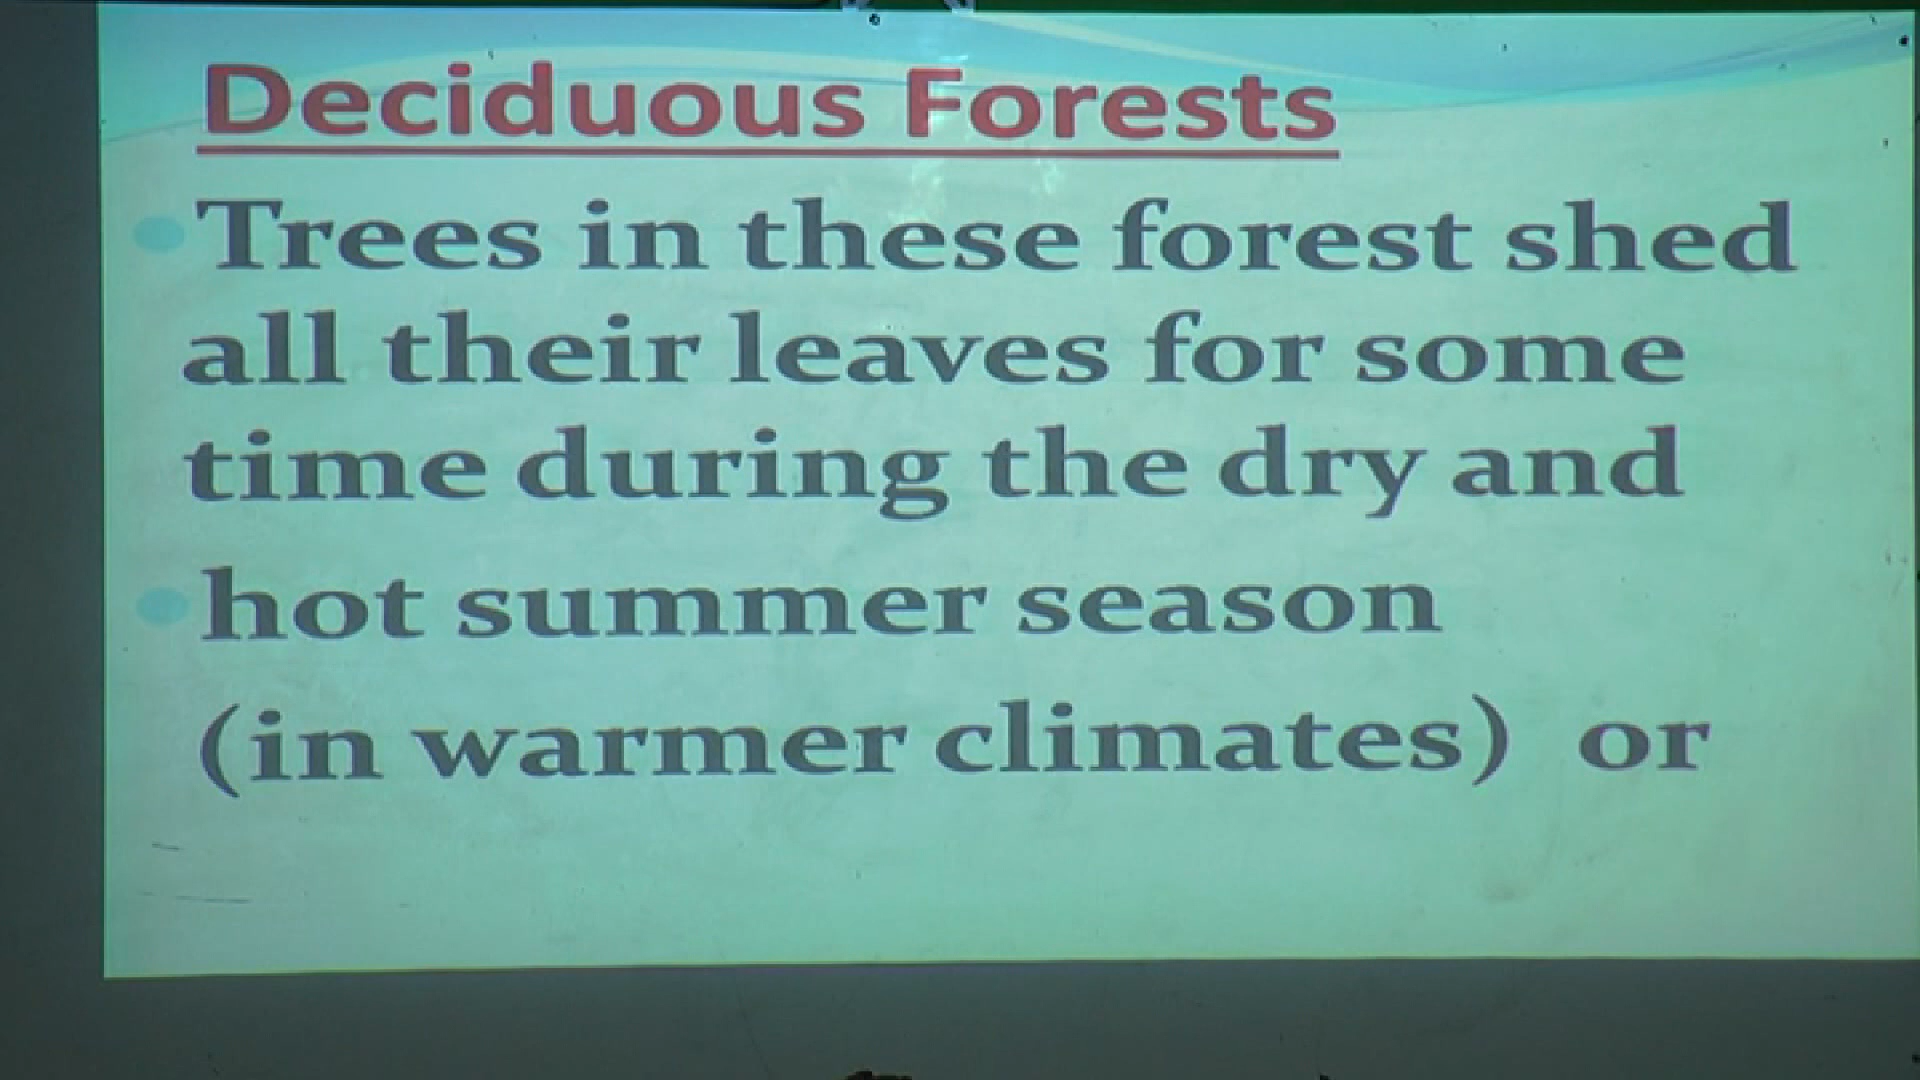 Deciduous Forests
Trees in these forest shed
all their leaves for some
time during the dry and
hot summer season
(in warmer climates) or